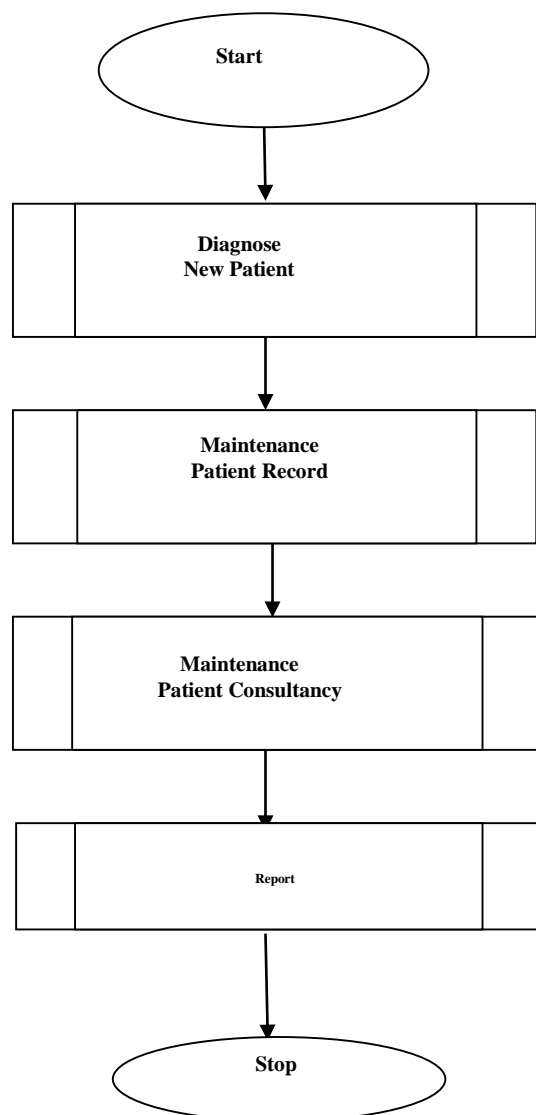 Start
Diagnose
New Patient
Maintenance
Patient Record
Maintenance
Patient Consultancy
Report
Stop